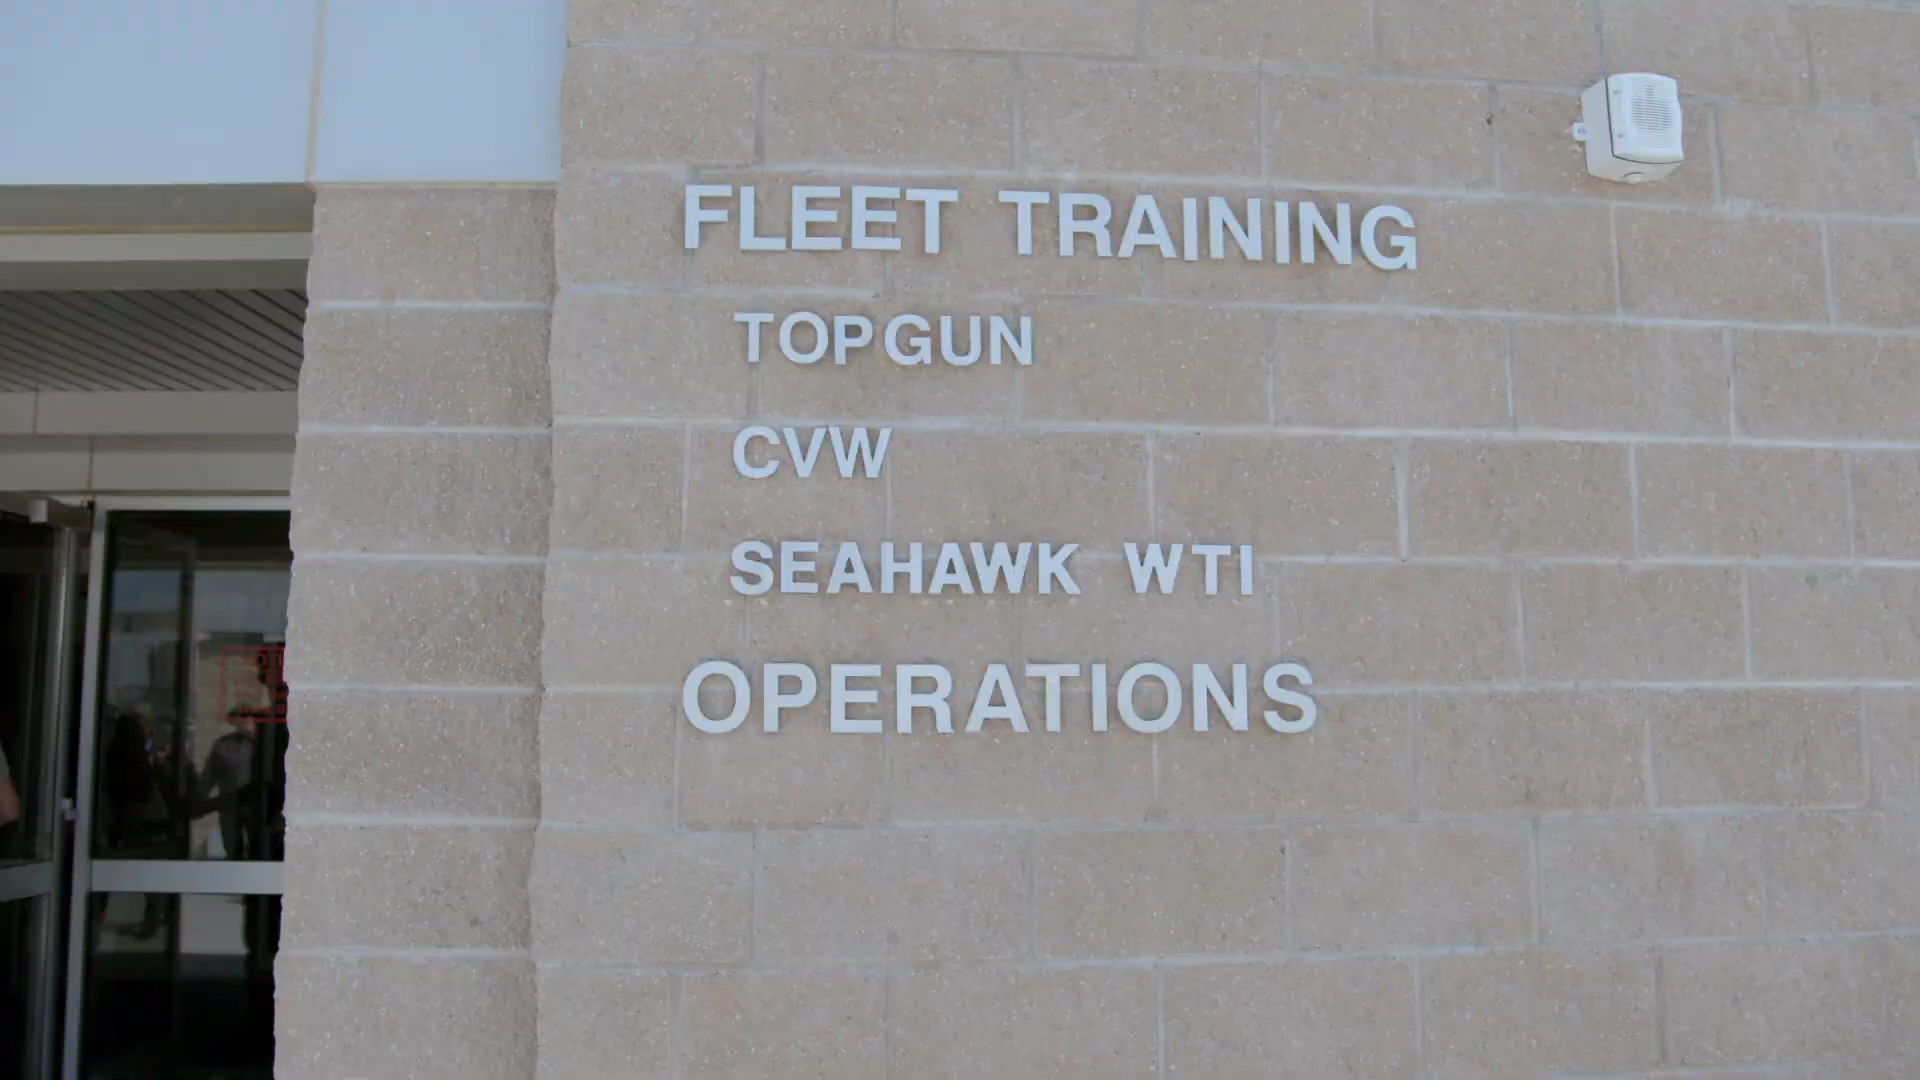 FLEET TRAINING
TOPGUN
CVW
SEAHAWK WTI
OPERATIONS